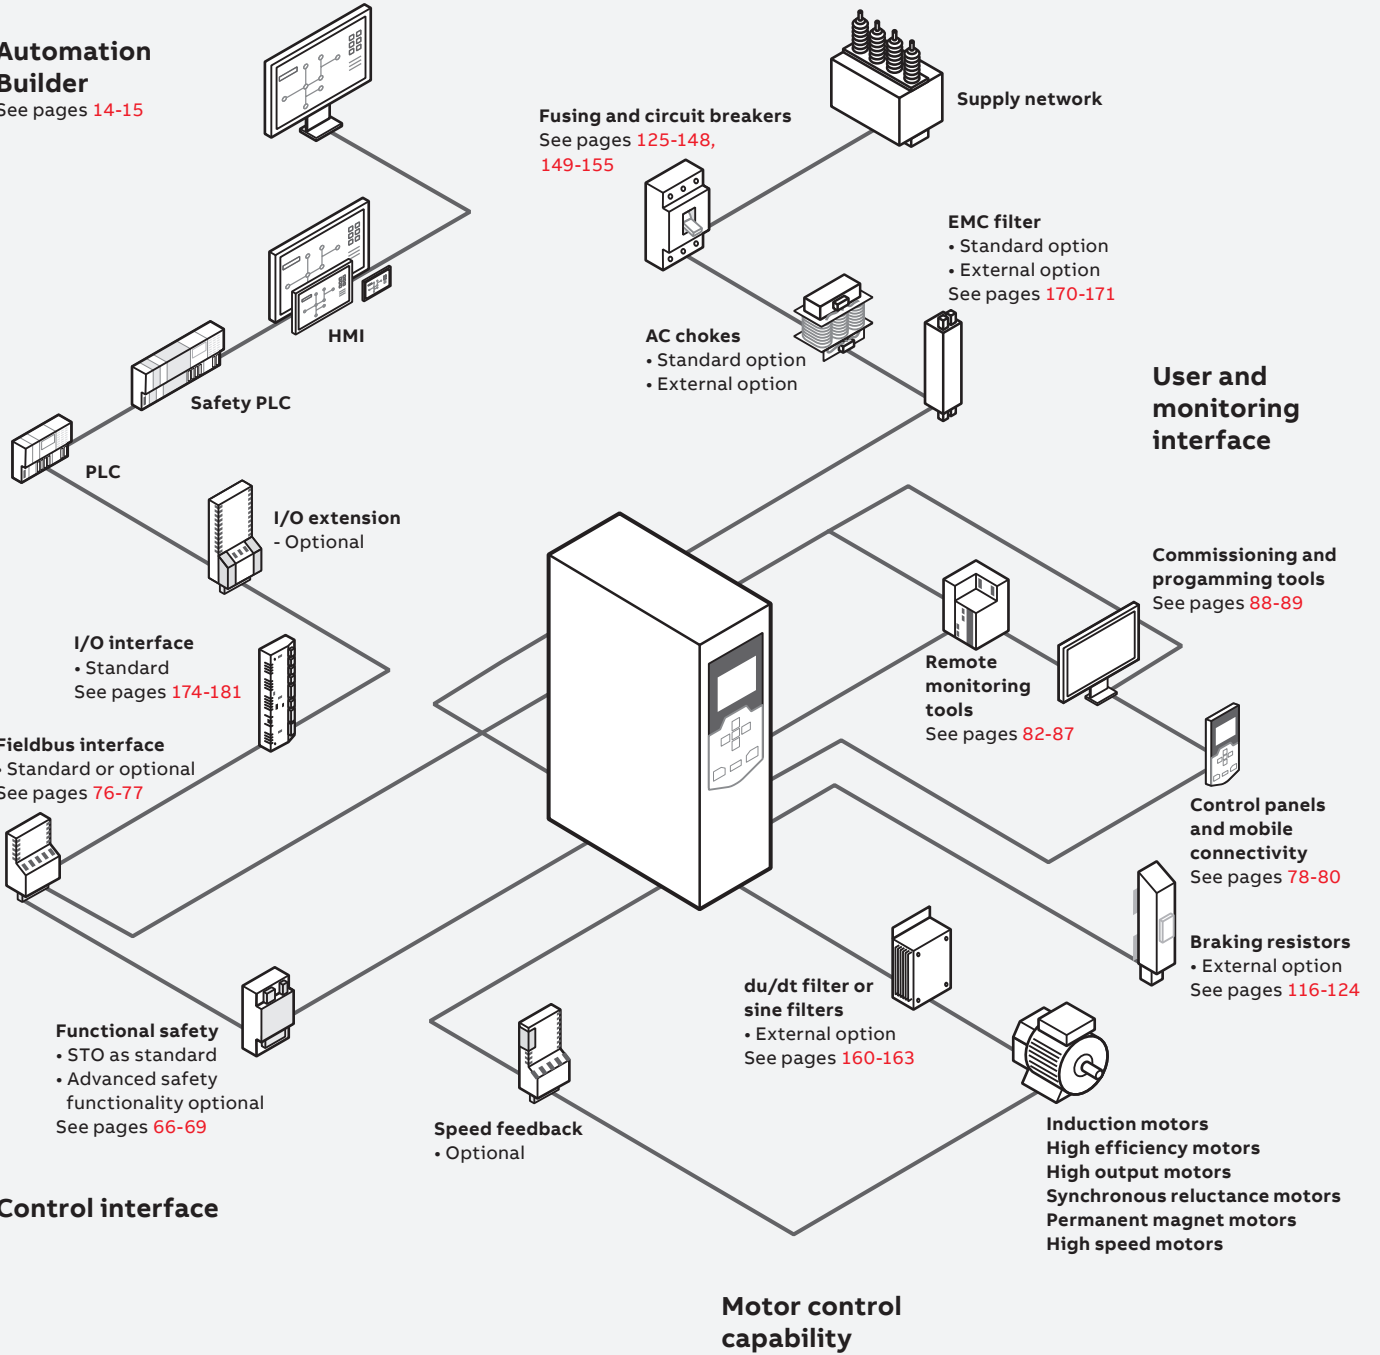 Automation
Builder
See pages 14-15
Supply network
Fusing and circuit breakers
See pages 125-148,
149-155
EMC filter
• Standard option
• External option
See pages 170-171
HMI
AC chokes
• Standard option
• External option
Safety PLC
User and
monitoring
interface
PLC
I/O extension
- Optional
Commissioning and
progamming tools
See pages 88-89
I/O interface
• Standard
See pages 174-181
Remote
monitoring
tools
See pages 82-87
Fieldbus interface
• Standard or optional
See pages 76-77
Control panels
and mobile
connectivity
See pages 78-80
Braking resistors
• External option
See pages 116-124
du/dt filter or
sine filters
• External option
See pages 160-163
Functional safety
• STO as standard
• Advanced safety
functionality optional
See pages 66-69
Speed feedback
• Optional
Induction motors
High efficiency motors
High output motors
Synchronous reluctance motors
Permanent magnet motors
High speed motors
Control interface
Motor control
capability